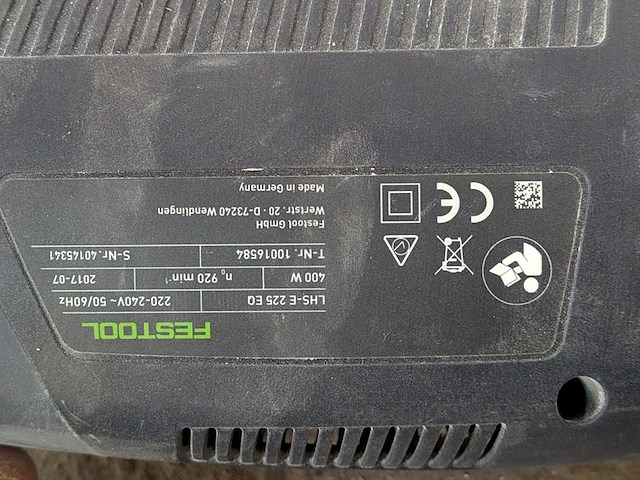 FESTOOL
LHS-E 225 EQ 220-240V~ 50/60Hz
400 W n₀ 920 min⁻¹ 2017-07
T-Nr. 10016584 S-Nr. 40145341
Festool GmbH
Wertstr. 20 · D-73240 Wendlingen
Made in Germany
CE